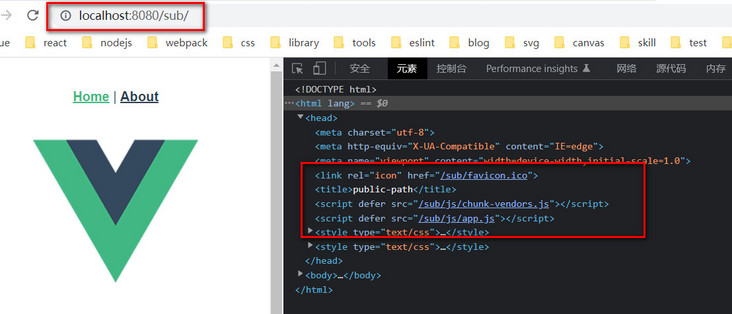 localhost:8080/sub/
ue react nodejs webpack css library tools eslint blog svg canvas skill test
Home | About
安全 元素 控制台 Performance insights 网络 源代码 内存
<!DOCTYPE html>
···<html lang> == $0
▼<head>
<meta charset="utf-8">
<meta http-equiv="X-UA-Compatible" content="IE=edge">
<meta name="viewport" content="width=device-width,initial-scale=1.0">
<link rel="icon" href="/sub/favicon.ico">
<title>public-path</title>
<script defer src="/sub/js/chunk-vendors.js"></script>
<script defer src="/sub/js/app.js"></script>
▶<style type="text/css">…</style>
▶<style type="text/css">…</style>
</head>
▶<body>…</body>
</html>